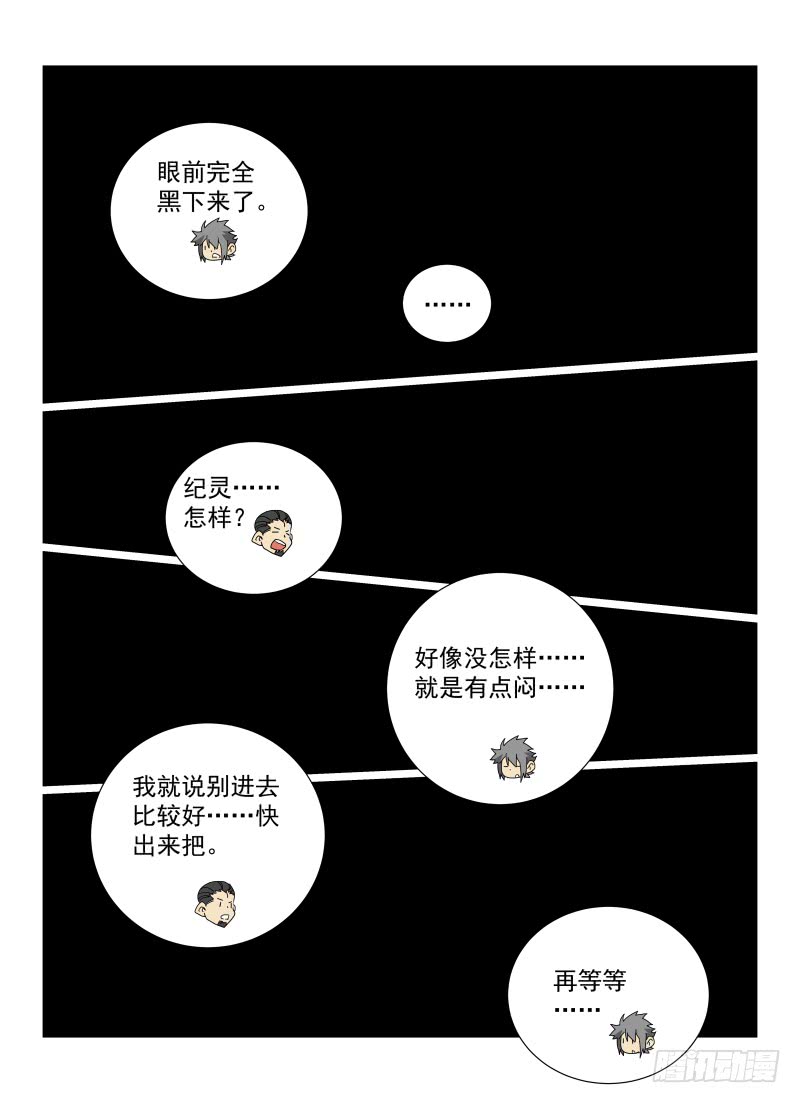 眼前完全
黑下来了。
……
纪灵……
怎样？
好像没怎样……
就是有点闷……
我就说别进去
比较好……快
出来把。
再等等
……
腾讯动漫